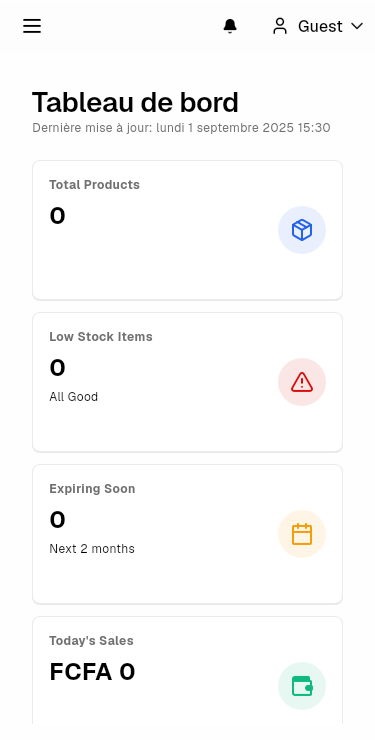 Guest
Tableau de bord
Dernière mise à jour: lundi 1 septembre 2025 15:30
Total Products
0
Low Stock Items
0
All Good
Expiring Soon
0
Next 2 months
Today's Sales
FCFA 0